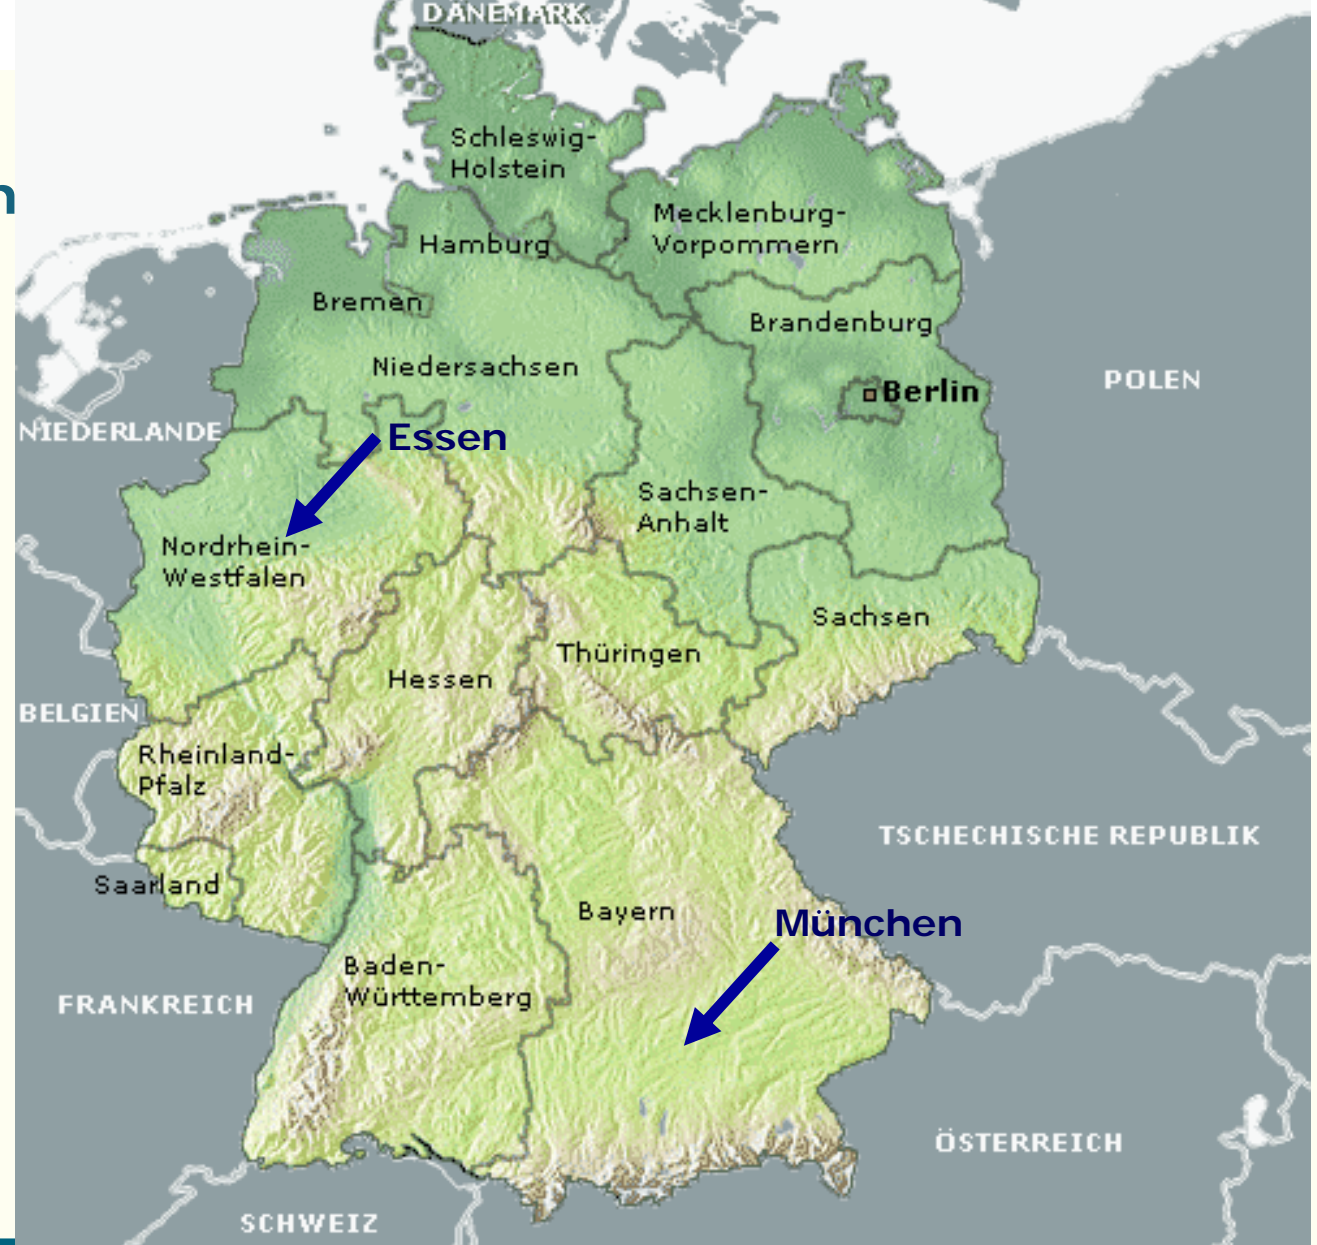 DÄNEMARK
Schleswig-
Holstein
n
Mecklenburg-
Vorpommern
Hamburg
Bremen
Brandenburg
Niedersachsen
POLEN
Berlin
NIEDERLANDE
Essen
Sachsen-
Anhalt
Nordrhein-
Westfalen
Sachsen
Thüringen
Hessen
BELGIEN
Rheinland-
Pfalz
TSCHECHISCHE REPUBLIK
Saarland
Bayern
München
Baden-
Württemberg
FRANKREICH
ÖSTERREICH
SCHWEIZ